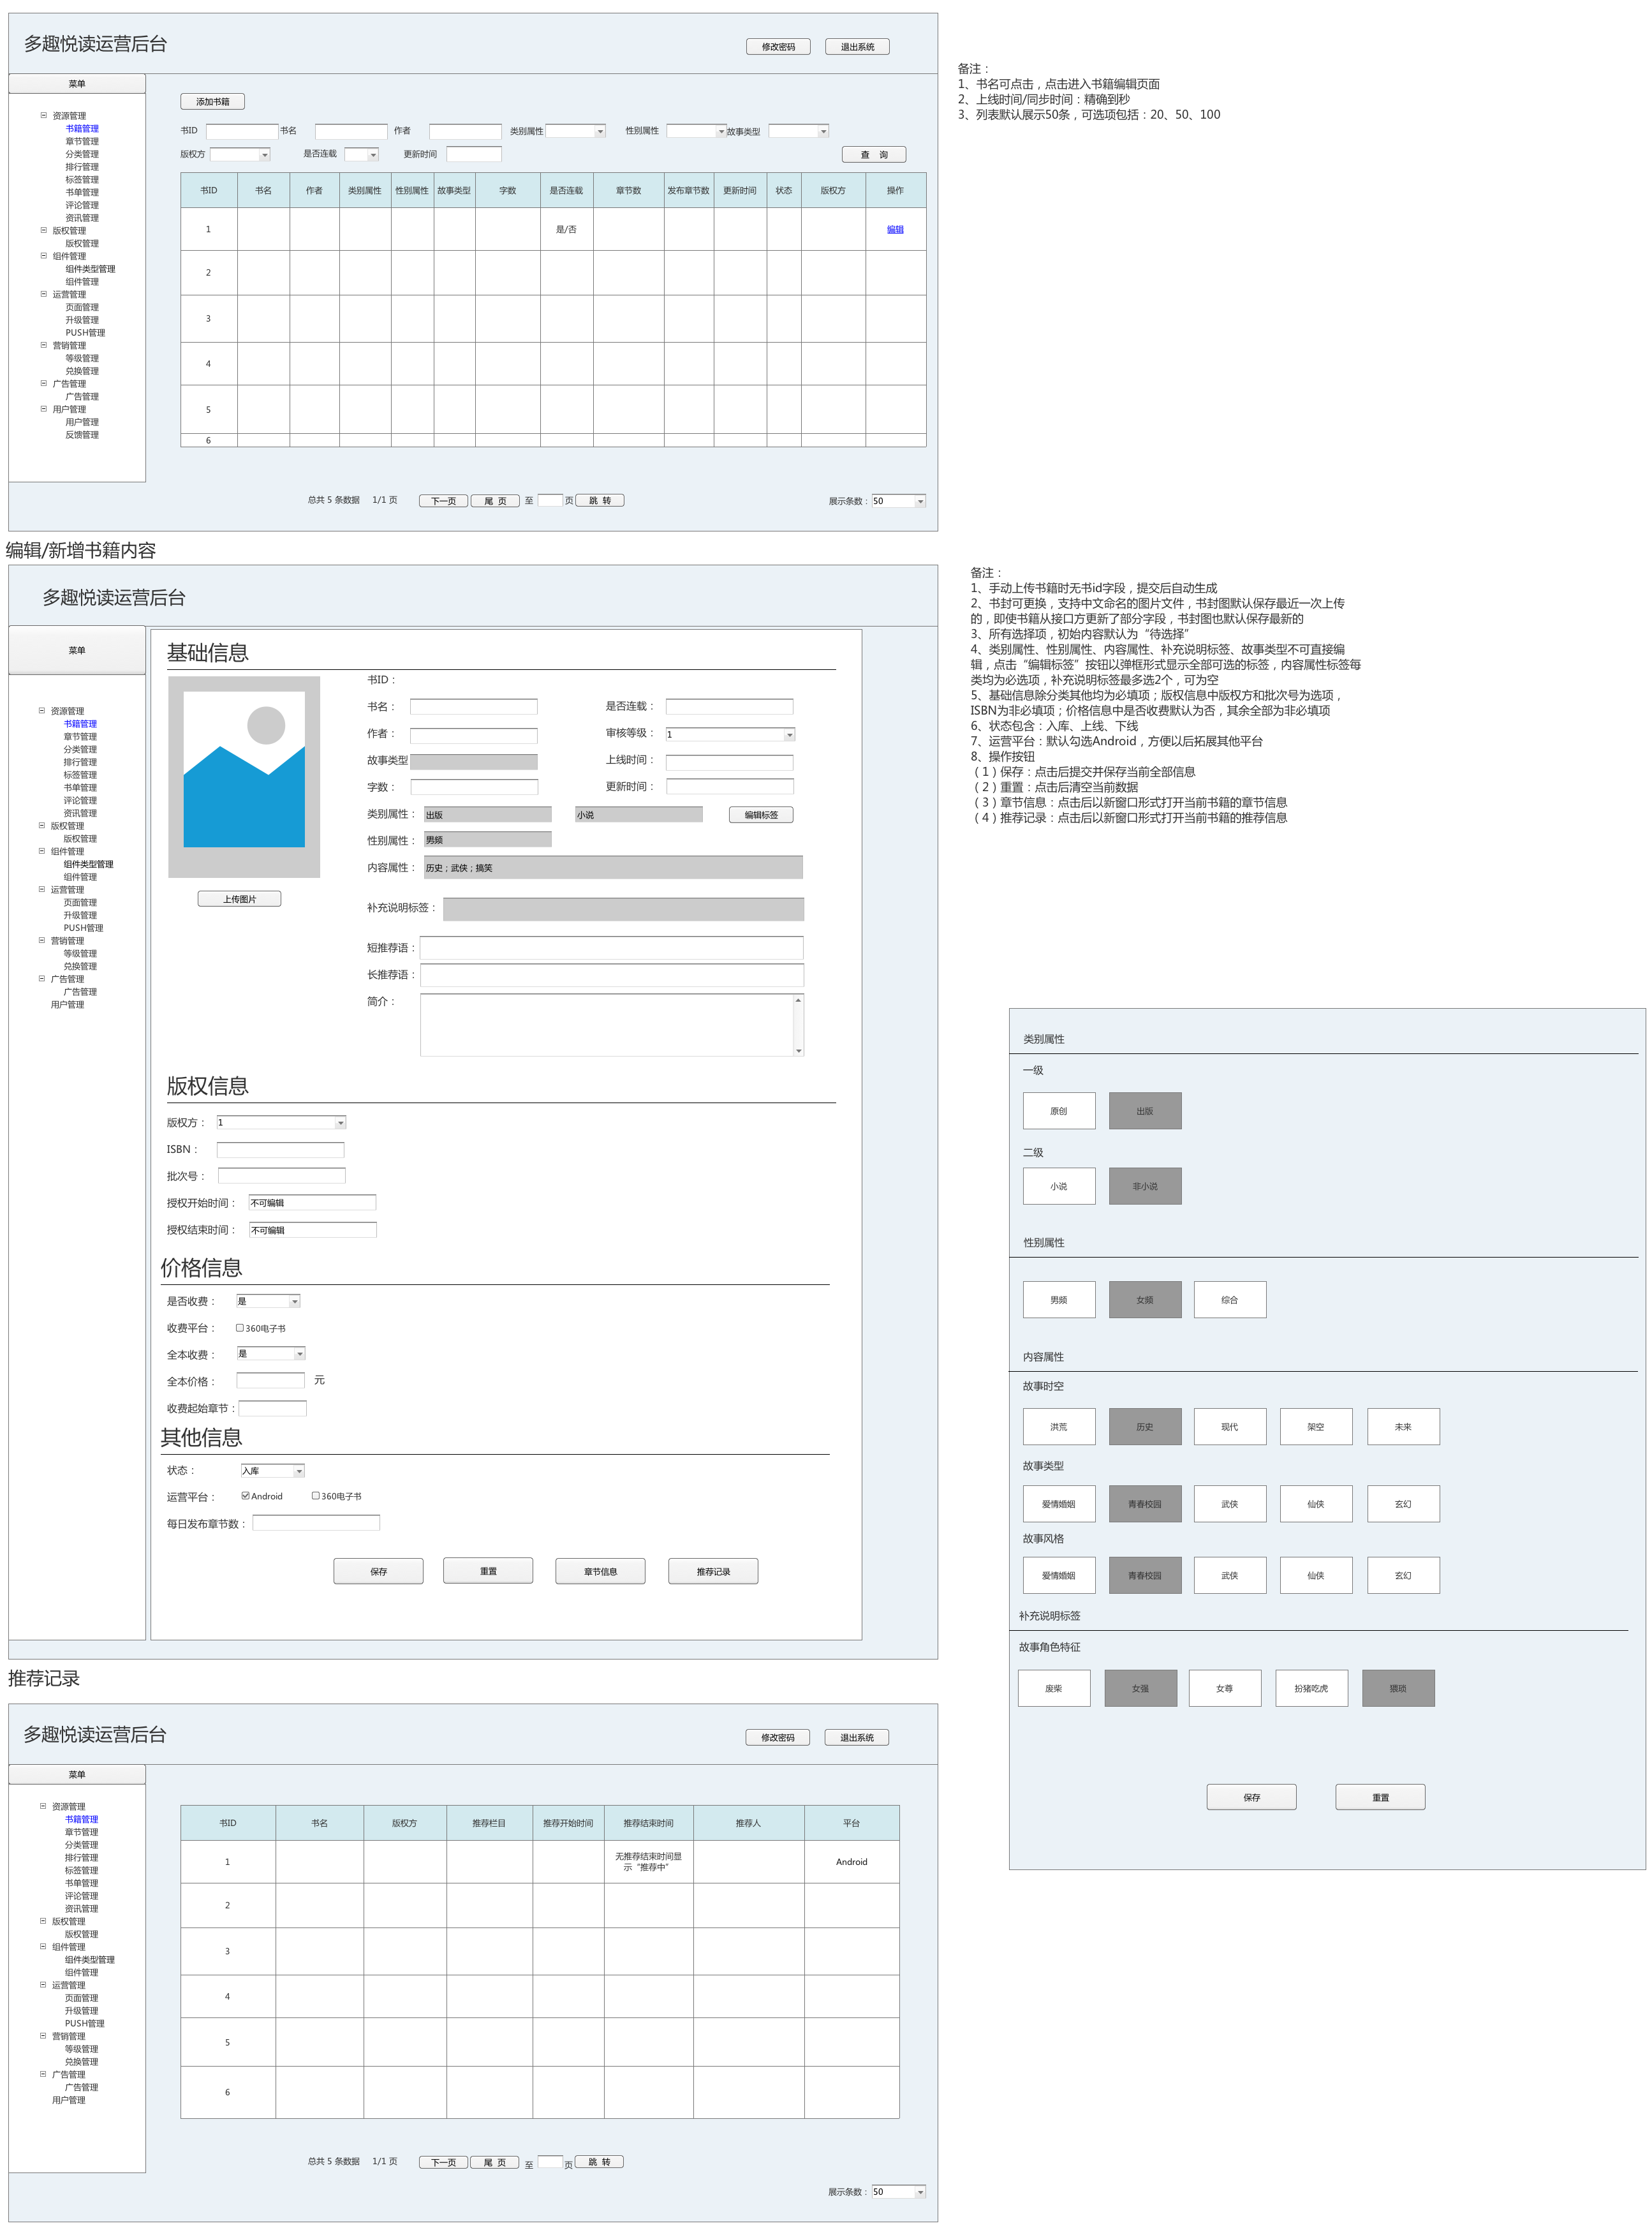 多趣悦读运营后台
修改密码 退出系统
菜单
资源管理
书籍管理
章节管理
分类管理
排行管理
标签管理
书单管理
评论管理
资讯管理
版权管理
版权管理
组件管理
组件类型管理
组件管理
运营管理
页面管理
升级管理
PUSH管理
营销管理
等级管理
兑换管理
广告管理
广告管理
用户管理
用户管理
反馈管理
添加书籍
书ID 书名 作者 类别属性 性别属性 故事类型
版权方 是否连载 更新时间 查 询
书ID 书名 作者 类别属性 性别属性 故事类型 字数 是否连载 章节数 发布章节数 更新时间 状态 版权方 操作
1 是/否 编辑
2
3
4
5
6
总共 5 条数据 1/1 页 下一页 尾 页 至 页 跳 转
展示条数： 50
备注：
1、书名可点击，点击进入书籍编辑页面
2、上线时间/同步时间：精确到秒
3、列表默认展示50条，可选项包括：20、50、100
编辑/新增书籍内容
多趣悦读运营后台
菜单
资源管理
书籍管理
章节管理
分类管理
排行管理
标签管理
书单管理
评论管理
资讯管理
版权管理
版权管理
组件管理
组件类型管理
组件管理
运营管理
页面管理
升级管理
PUSH管理
营销管理
等级管理
兑换管理
广告管理
广告管理
用户管理
基础信息
书ID：
书名： 是否连载：
作者： 审核等级： 1
故事类型 上线时间：
字数： 更新时间：
类别属性： 出版 小说 编辑标签
性别属性： 男频
内容属性： 历史；武侠；搞笑
上传图片
补充说明标签：
短推荐语：
长推荐语：
简介：
版权信息
版权方： 1
ISBN：
批次号：
授权开始时间： 不可编辑
授权结束时间： 不可编辑
价格信息
是否收费： 是
收费平台： 360电子书
全本收费： 是
全本价格： 元
收费起始章节：
其他信息
状态： 入库
运营平台： Android 360电子书
每日发布章节数：
保存 重置 章节信息 推荐记录
备注：
1、手动上传书籍时无书id字段，提交后自动生成
2、书封可更换，支持中文命名的图片文件，书封图默认保存最近一次上传
的，即使书籍从接口方更新了部分字段，书封图也默认保存最新的
3、所有选择项，初始内容默认为“待选择”
4、类别属性、性别属性、内容属性、补充说明标签、故事类型不可直接编
辑，点击“编辑标签”按钮以弹框形式显示全部可选的标签，内容属性标签每
类均为必选项，补充说明标签最多选2个，可为空
5、基础信息除分类其他均为必填项；版权信息中版权方和批次号为选项，
ISBN为非必填项；价格信息中是否收费默认为否，其余全部为非必填项
6、状态包含：入库、上线、下线
7、运营平台：默认勾选Android，方便以后拓展其他平台
8、操作按钮
（1）保存：点击后提交并保存当前全部信息
（2）重置：点击后清空当前数据
（3）章节信息：点击后以新窗口形式打开当前书籍的章节信息
（4）推荐记录：点击后以新窗口形式打开当前书籍的推荐信息
类别属性
一级
原创 出版
二级
小说 非小说
性别属性
男频 女频 综合
内容属性
故事时空
洪荒 历史 现代 架空 未来
故事类型
爱情婚姻 青春校园 武侠 仙侠 玄幻
故事风格
爱情婚姻 青春校园 武侠 仙侠 玄幻
补充说明标签
故事角色特征
废柴 女强 女尊 扮猪吃虎 猥琐
保存 重置
推荐记录
多趣悦读运营后台
修改密码 退出系统
菜单
资源管理
书籍管理
章节管理
分类管理
排行管理
标签管理
书单管理
评论管理
资讯管理
版权管理
版权管理
组件管理
组件类型管理
组件管理
运营管理
页面管理
升级管理
PUSH管理
营销管理
等级管理
兑换管理
广告管理
广告管理
用户管理
书ID 书名 版权方 推荐栏目 推荐开始时间 推荐结束时间 推荐人 平台
1 无推荐结束时间显 Android
示“推荐中”
2
3
4
5
6
总共 5 条数据 1/1 页 下一页 尾 页 至 页 跳 转
展示条数： 50